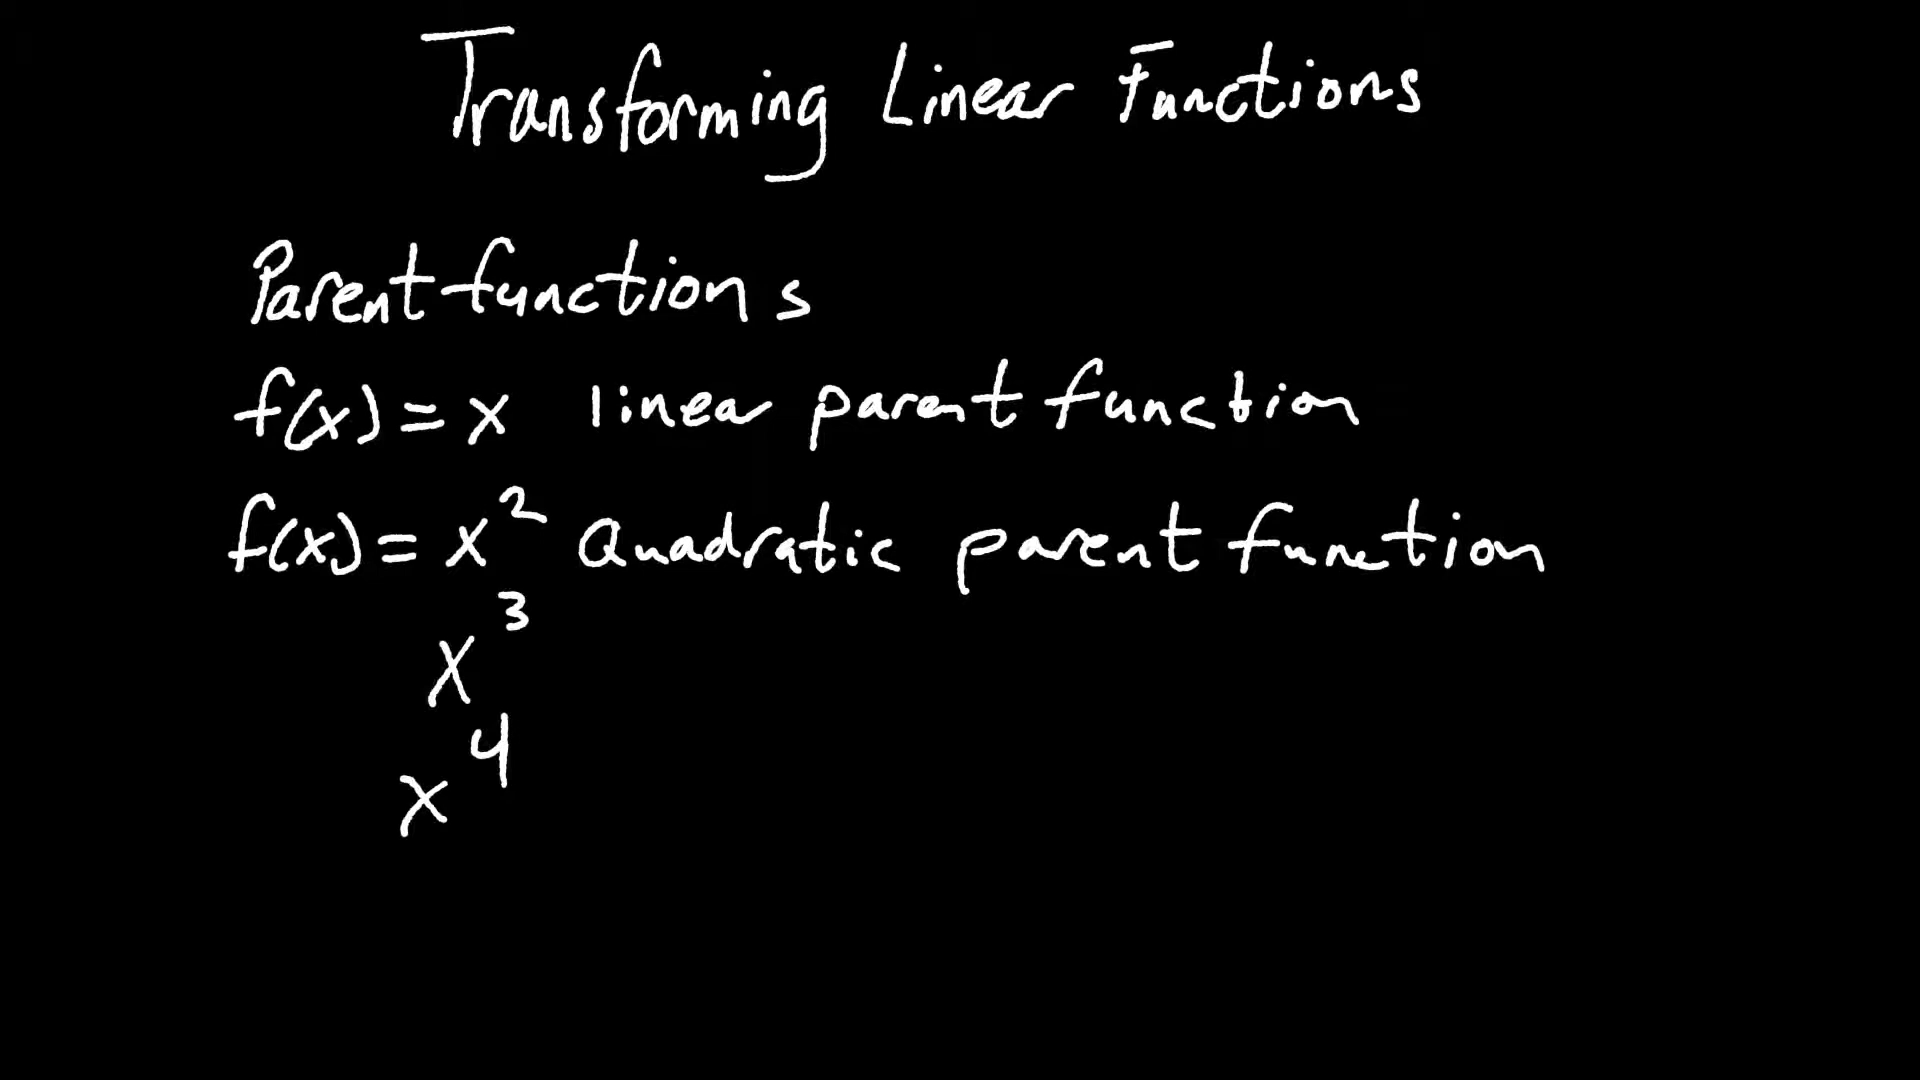 Transforming Linear Functions
Parent functions
f(x) = x linear parent function
f(x) = x² Quadratic parent function
x³
x⁴